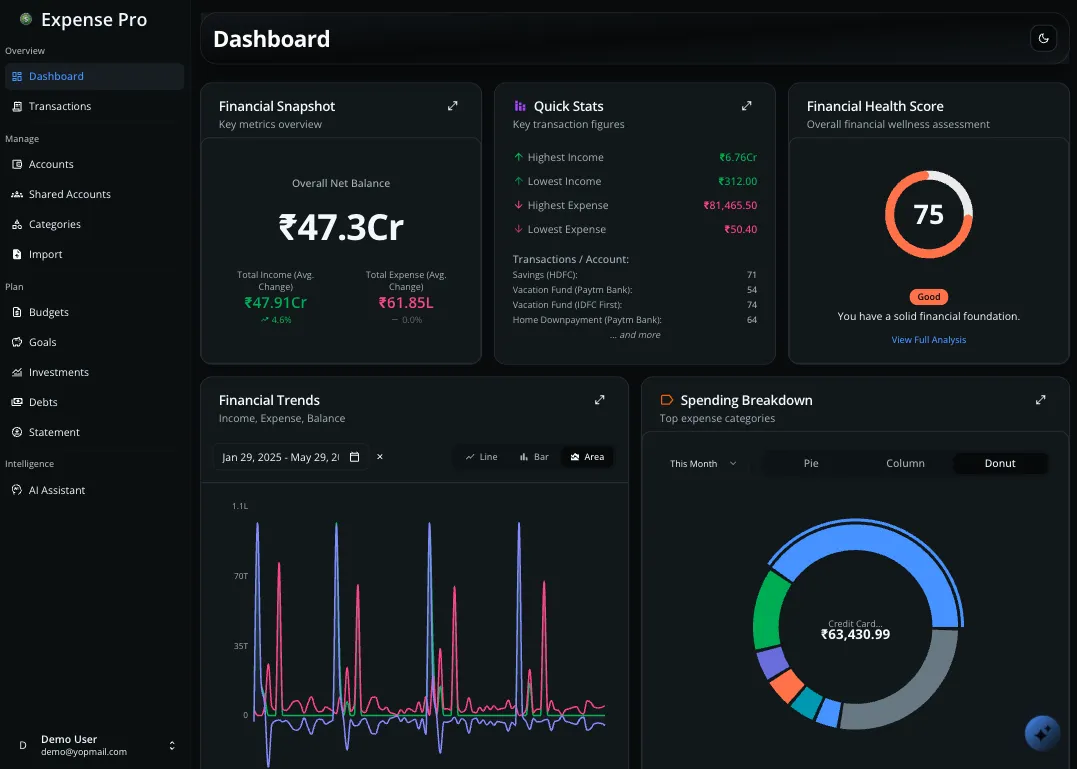 Expense Pro
Overview
Dashboard
Transactions
Manage
Accounts
Shared Accounts
Categories
Import
Plan
Budgets
Goals
Investments
Debts
Statement
Intelligence
AI Assistant
D
Demo User
demo@yopmail.com
Dashboard
Financial Snapshot
Key metrics overview
Overall Net Balance
₹47.3Cr
Total Income (Avg.
Change)
₹47.91Cr
4.6%
Total Expense (Avg.
Change)
₹61.85L
0.0%
Quick Stats
Key transaction figures
Highest Income ₹6.76Cr
Lowest Income ₹312.00
Highest Expense ₹81,465.50
Lowest Expense ₹50.40
Transactions / Account:
Savings (HDFC): 71
Vacation Fund (Paytm Bank): 54
Vacation Fund (IDFC First): 74
Home Downpayment (Paytm Bank): 64
... and more
Financial Health Score
Overall financial wellness assessment
75
Good
You have a solid financial foundation.
View Full Analysis
Financial Trends
Income, Expense, Balance
Jan 29, 2025 - May 29, 2
Line Bar Area
1.1L
70T
35T
0
Spending Breakdown
Top expense categories
This Month
Pie Column Donut
Credit Card...
₹63,430.99